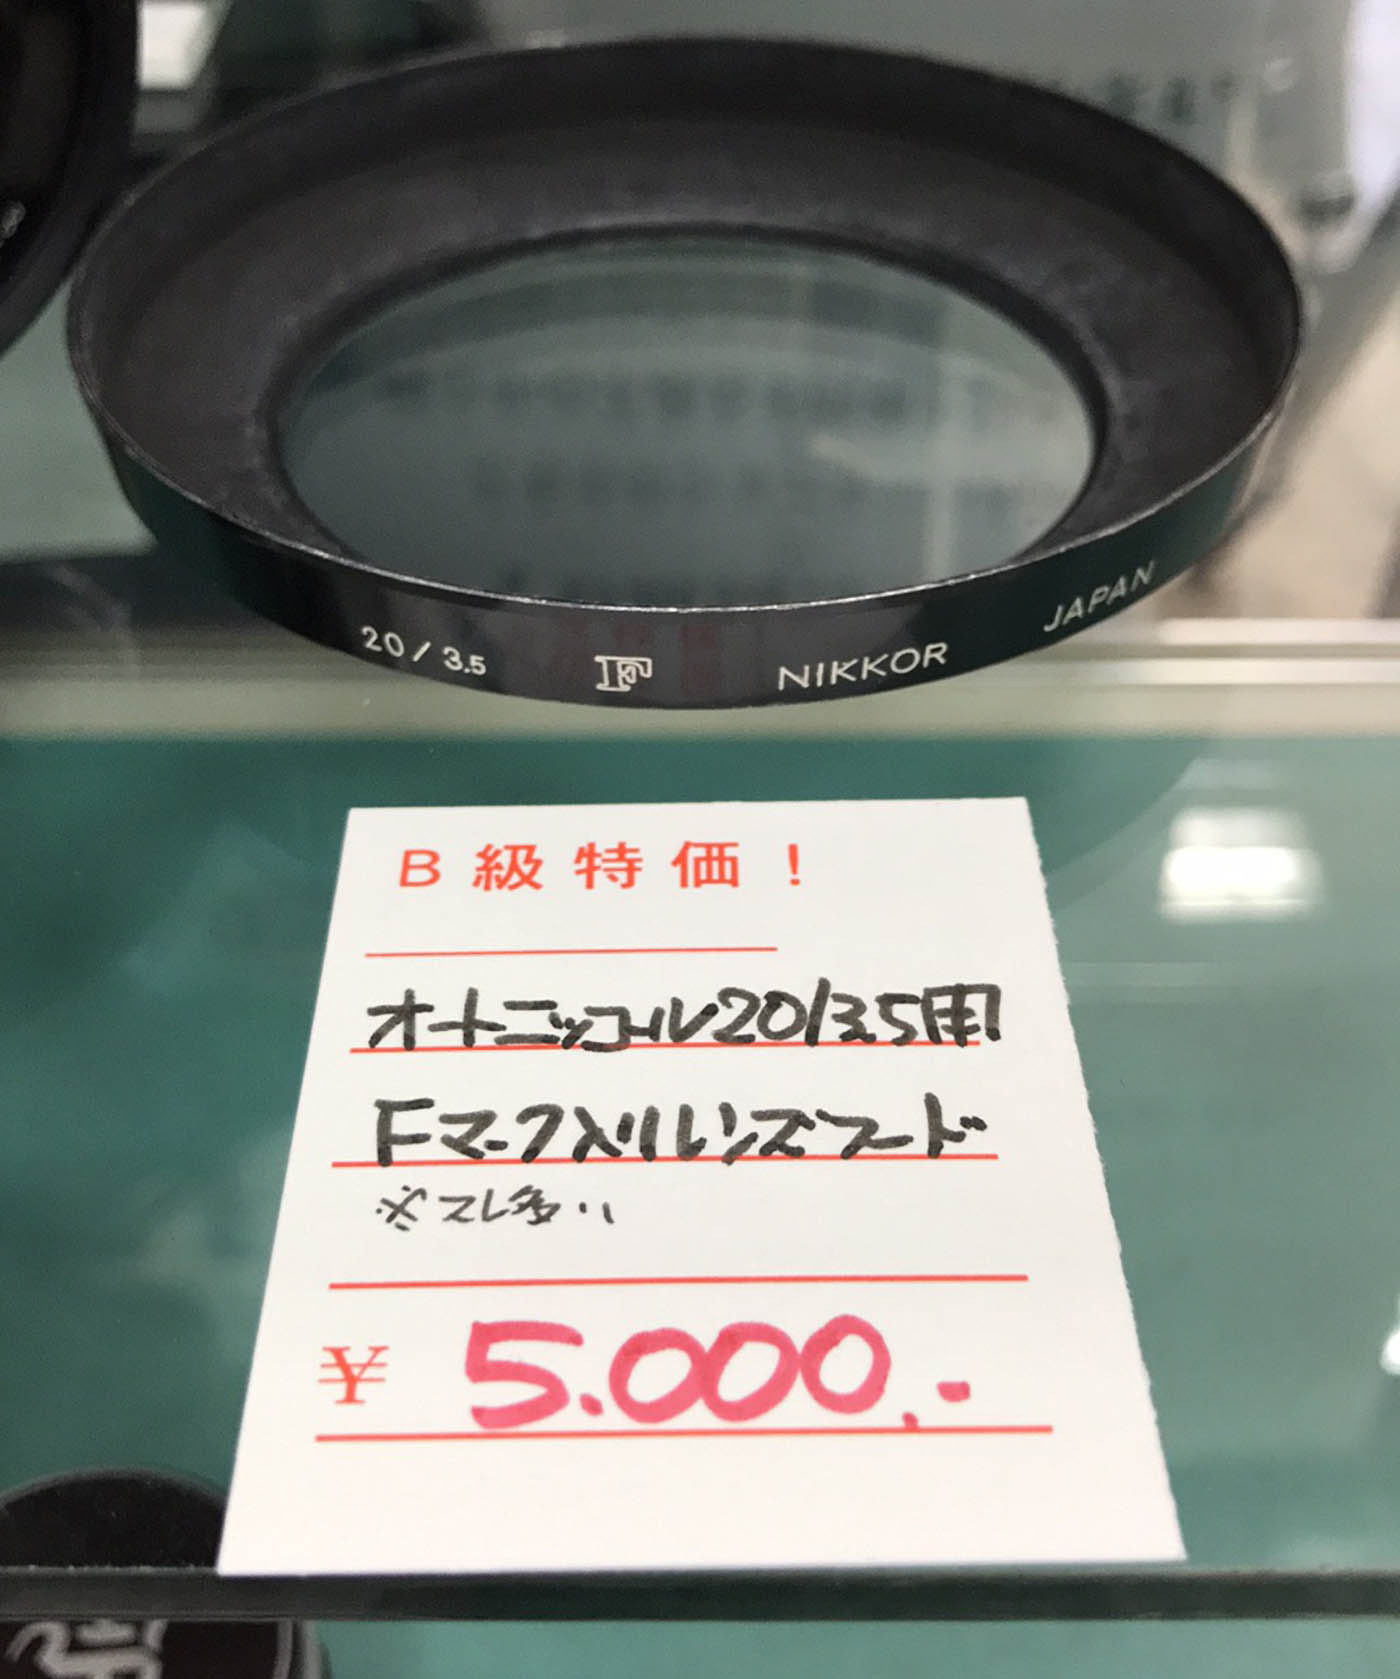 20/3.5 F NIKKOR JAPAN
B級特価!
オートニッコール20/3.5用
Fマーク入りレンズフード
※スレ多い
¥5.000.-